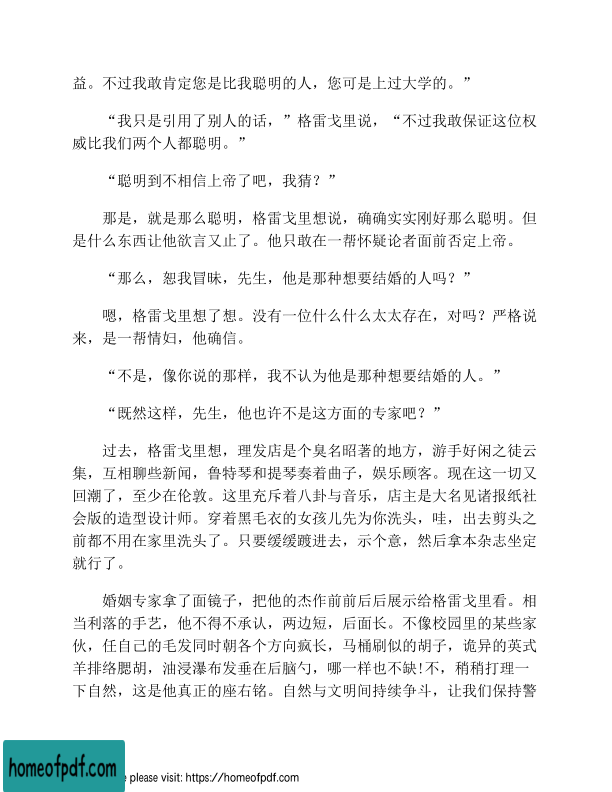 益。不过我敢肯定您是比我聪明的人，您可是上过大学的。”
“我只是引用了别人的话，”格雷戈里说，“不过我敢保证这位权
威比我们两个人都聪明。”
“聪明到不相信上帝了吧，我猜？”
那是，就是那么聪明，格雷戈里想说，确确实实刚好那么聪明。但
是什么东西让他欲言又止了。他只敢在一帮怀疑论者面前否定上帝。
“那么，恕我冒昧，先生，他是那种想要结婚的人吗？”
嗯，格雷戈里想了想。没有一位什么什么太太存在，对吗？严格说
来，是一帮情妇，他确信。
“不是，像你说的那样，我不认为他是那种想要结婚的人。”
“既然这样，先生，他也许不是这方面的专家吧？”
过去，格雷戈里想，理发店是个臭名昭著的地方，游手好闲之徒云
集，互相聊些新闻，鲁特琴和提琴奏着曲子，娱乐顾客。现在这一切又
回潮了，至少在伦敦。这里充斥着八卦与音乐，店主是大名见诸报纸社
会版的造型设计师。穿着黑毛衣的女孩儿先为你洗头，哇，出去剪头之
前都不用在家里洗头了。只要缓缓踱进去，示个意，然后拿本杂志坐定
就行了。
婚姻专家拿了面镜子，把他的杰作前前后后展示给格雷戈里看。相
当利落的手艺，他不得不承认，两边短，后面长。不像校园里的某些家
伙，任自己的毛发同时朝各个方向疯长，马桶刷似的胡子，诡异的英式
羊排络腮胡，油浸瀑布发垂在后脑勺，哪一样也不缺!不，稍稍打理一
下自然，这是他真正的座右铭。自然与文明间持续争斗，让我们保持警
homeofpdf.com
e please visit: https://homeofpdf.com